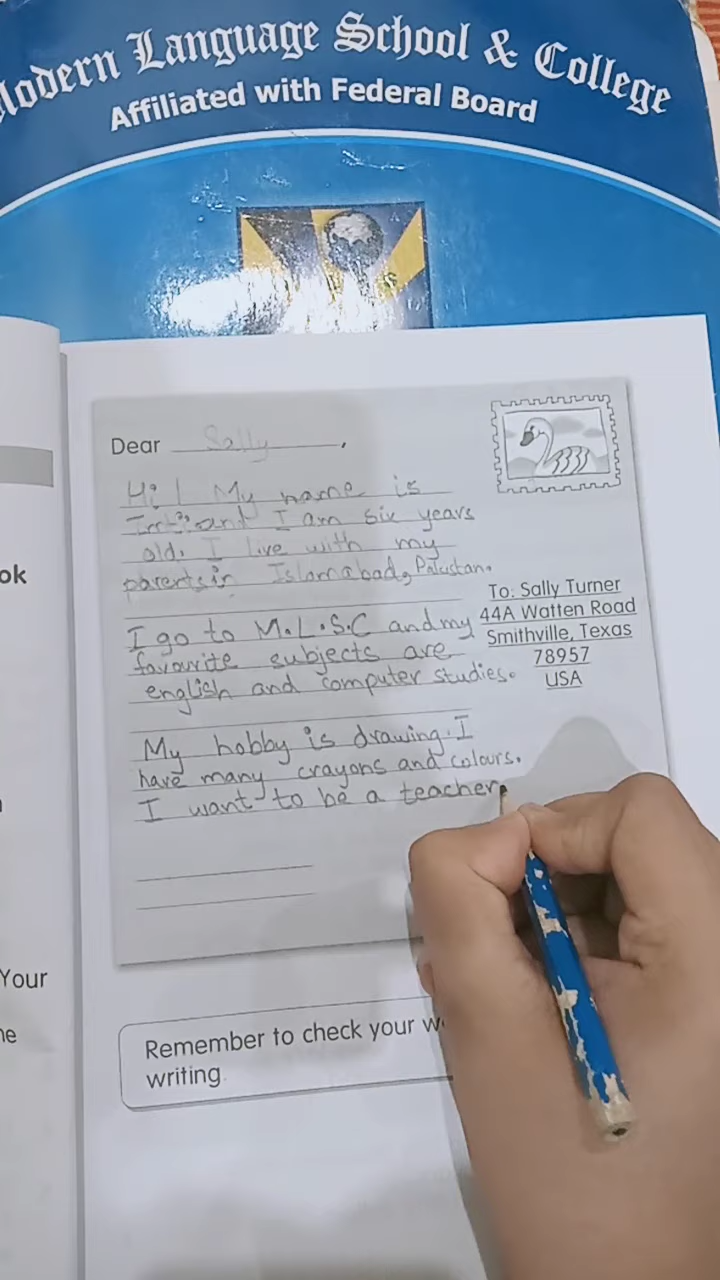 Modern Language School & College
Affiliated with Federal Board
Dear Sally,
Hi! My name is
and I am six years
old. I live with my
parents in Islamabad, Pakistan.
To: Sally Turner
44A Watten Road
Smithville, Texas
78957
USA
I go to M.L.S.C and my
favourite subjects are
english and computer studies.
My hobby is drawing. I
have many crayons and colours.
I want to be a teacher
ok
Your
Remember to check your
writing.